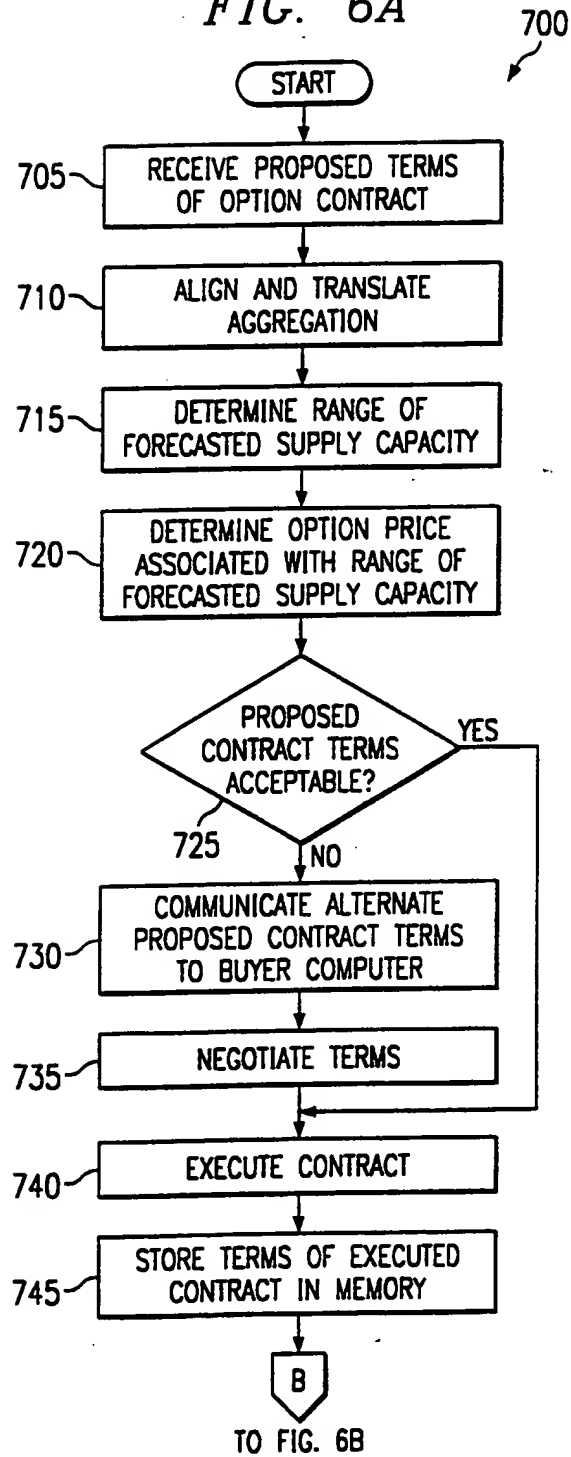 FIG. 6A
700
START
705
RECEIVE PROPOSED TERMS
OF OPTION CONTRACT
710
ALIGN AND TRANSLATE
AGGREGATION
715
DETERMINE RANGE OF
FORECASTED SUPPLY CAPACITY
720
DETERMINE OPTION PRICE
ASSOCIATED WITH RANGE OF
FORECASTED SUPPLY CAPACITY
PROPOSED
CONTRACT TERMS
ACCEPTABLE?
YES
725
NO
730
COMMUNICATE ALTERNATE
PROPOSED CONTRACT TERMS
TO BUYER COMPUTER
735
NEGOTIATE TERMS
740
EXECUTE CONTRACT
745
STORE TERMS OF EXECUTED
CONTRACT IN MEMORY
B
TO FIG. 6B